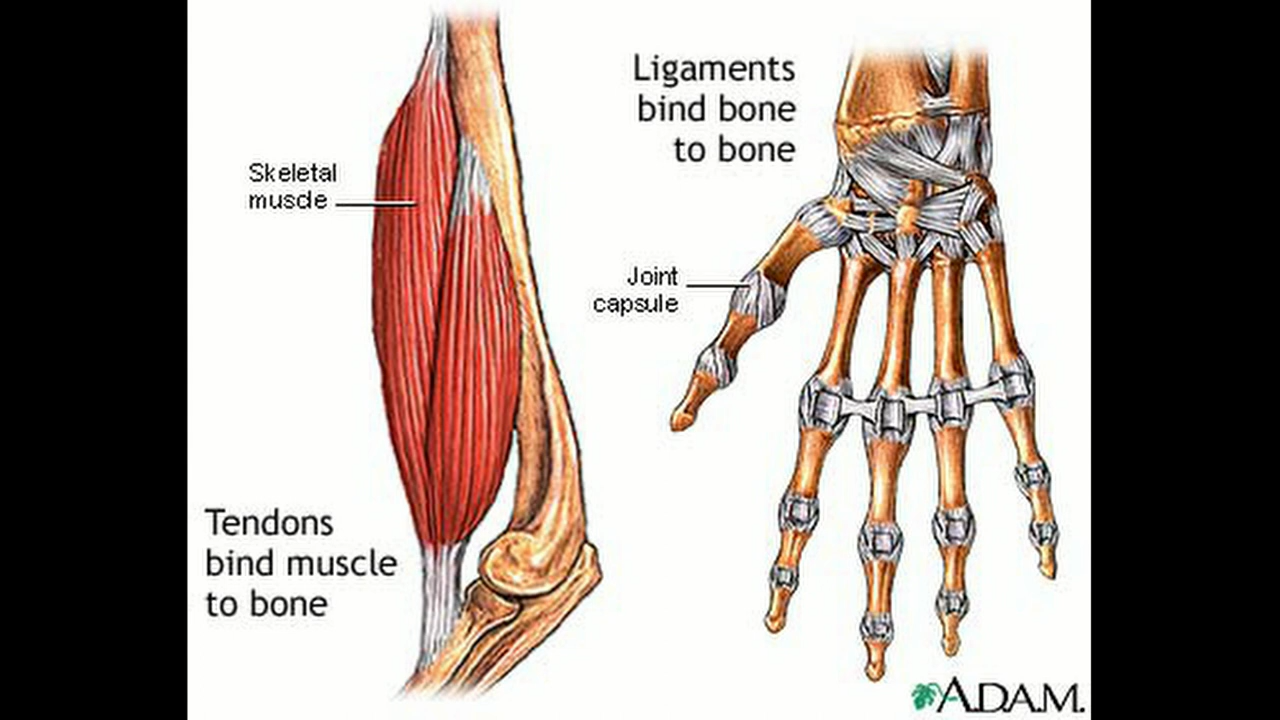 Ligaments
bind bone
to bone
Skeletal
muscle
Joint
capsule
Tendons
bind muscle
to bone
A.D.A.M.